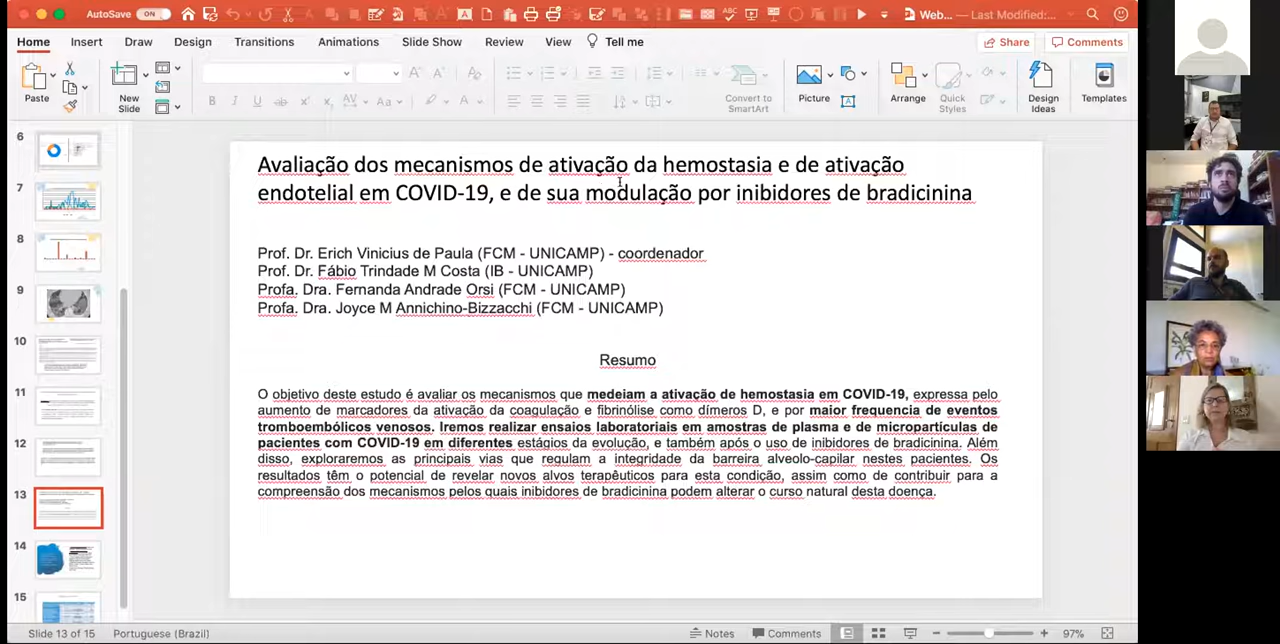 AutoSave ON Web... — Last Modified:...
Home Insert Draw Design Transitions Animations Slide Show Review View Tell me Share Comments
Paste New Slide Convert to SmartArt Picture Arrange Quick Styles Design Ideas Templates
6
7
8
9
10
11
12
13
14
15
Avaliação dos mecanismos de ativação da hemostasia e de ativação
endotelial em COVID-19, e de sua modulação por inibidores de bradicinina
Prof. Dr. Erich Vinicius de Paula (FCM - UNICAMP) - coordenador
Prof. Dr. Fábio Trindade M Costa (IB - UNICAMP)
Profa. Dra. Fernanda Andrade Orsi (FCM - UNICAMP)
Profa. Dra. Joyce M Annichino-Bizzacchi (FCM - UNICAMP)
Resumo
O objetivo deste estudo é avaliar os mecanismos que medeiam a ativação de hemostasia em COVID-19, expressa pelo
aumento de marcadores da ativação da coagulação e fibrinólise como dímeros D, e por maior frequencia de eventos
tromboembólicos venosos. Iremos realizar ensaios laboratoriais em amostras de plasma e de micropartículas de
pacientes com COVID-19 em diferentes estágios da evolução, e também após o uso de inibidores de bradicinina. Além
disso, exploraremos as principais vias que regulam a integridade da barreira alveolo-capilar nestes pacientes. Os
resultados têm o potencial de revelar novos alvos terapêuticos para esta condição, assim como de contribuir para a
compreensão dos mecanismos pelos quais inibidores de bradicinina podem alterar o curso natural desta doença.
Slide 13 of 15 Portuguese (Brazil) Notes Comments 97%